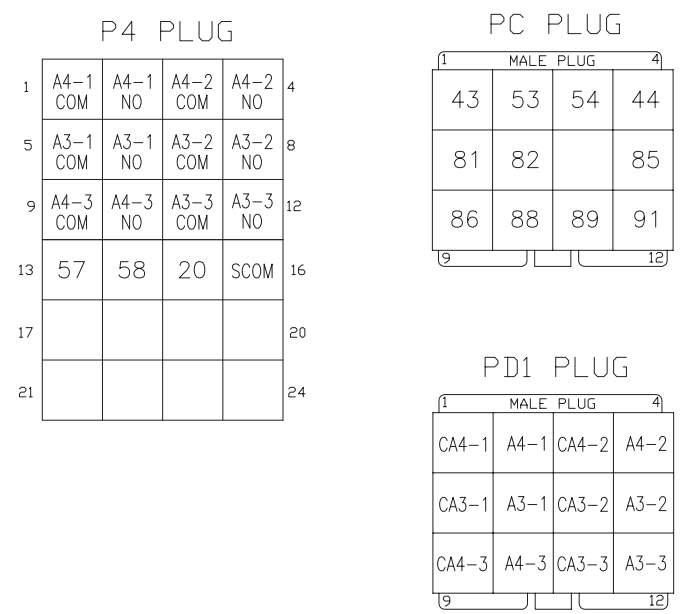 P4 PLUG
1 A4-1 COM A4-1 NO A4-2 COM A4-2 NO 4
5 A3-1 COM A3-1 NO A3-2 COM A3-2 NO 8
9 A4-3 COM A4-3 NO A3-3 COM A3-3 NO 12
13 57 58 20 SCOM 16
17 20
21 24
PC PLUG
1 MALE PLUG 4
43 53 54 44
81 82 85
86 88 89 91
9 12
PD1 PLUG
1 MALE PLUG 4
CA4-1 A4-1 CA4-2 A4-2
CA3-1 A3-1 CA3-2 A3-2
CA4-3 A4-3 CA3-3 A3-3
9 12